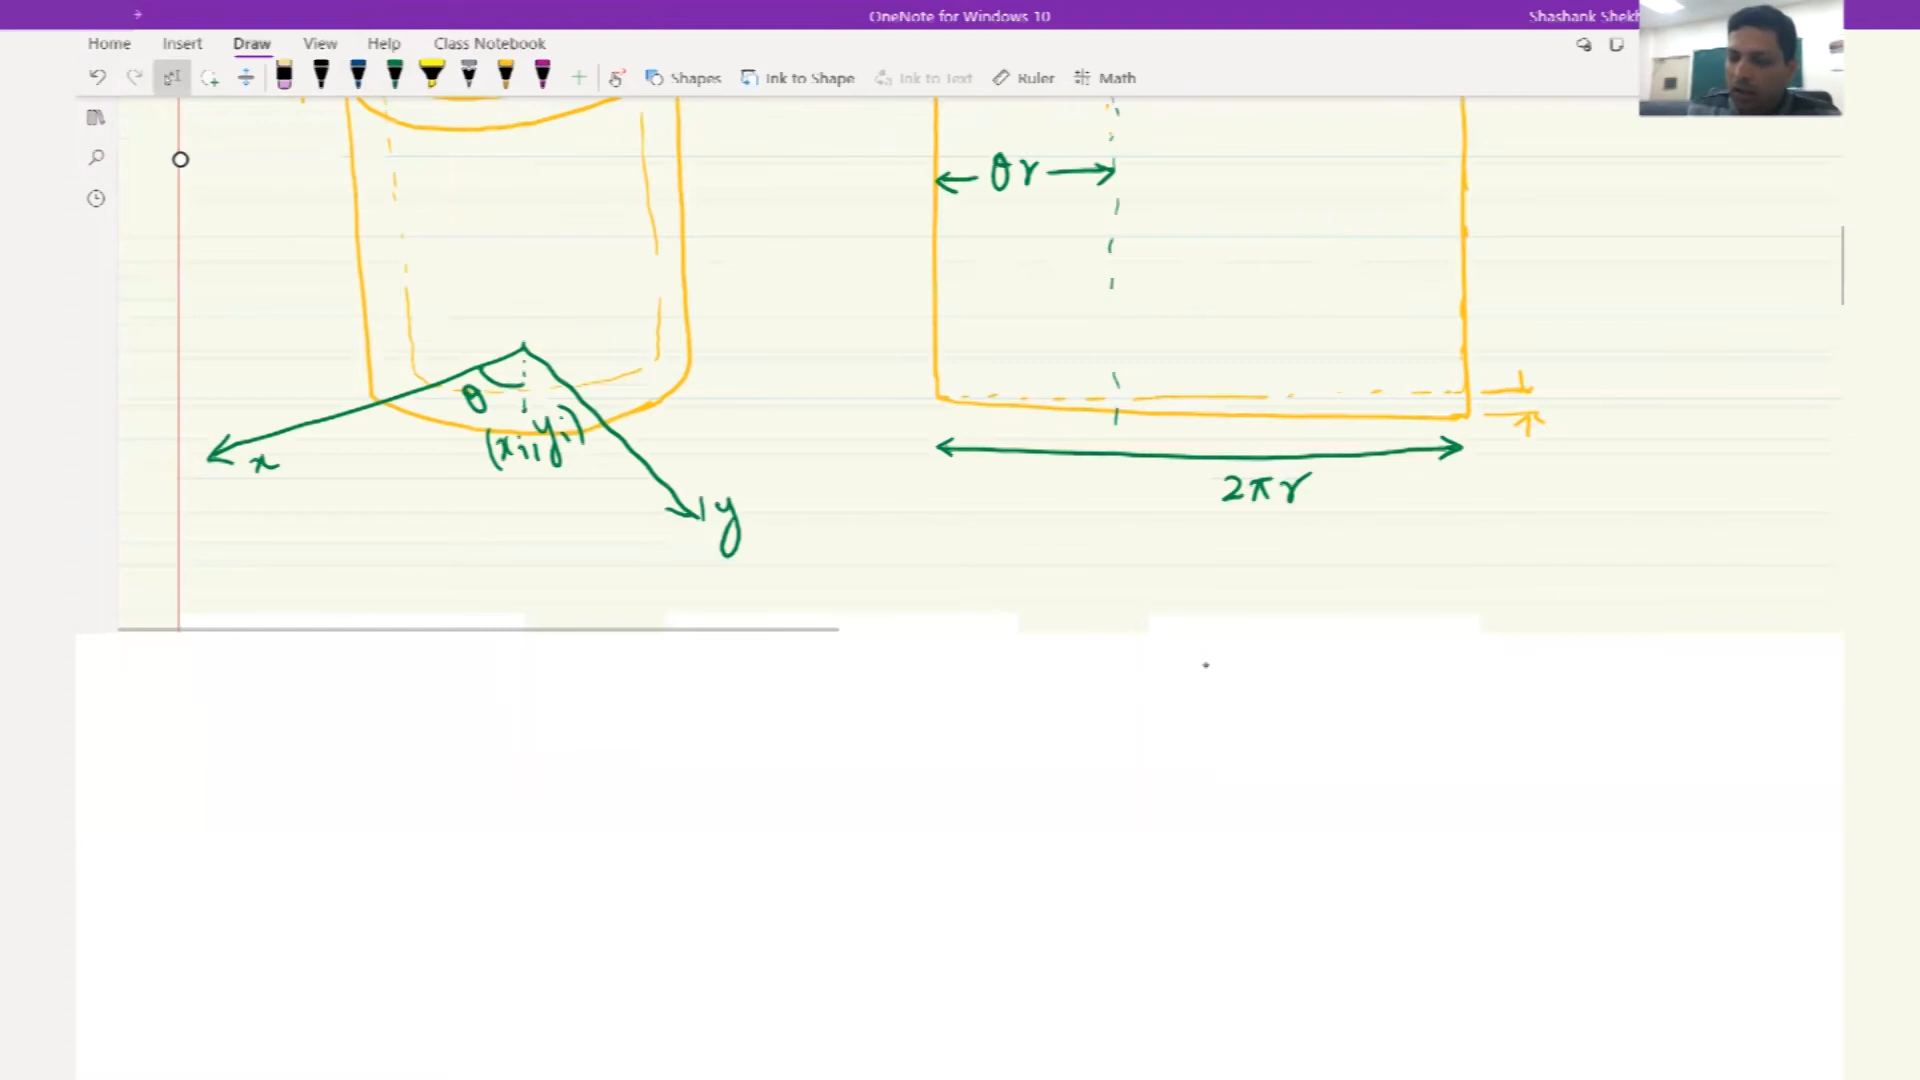 OneNote for Windows 10
Shashank Shekh
Home Insert Draw View Help Class Notebook
Shapes Ink to Shape Ink to Text Ruler Math
θr
θ
(xi, yi)
x
y
2πr